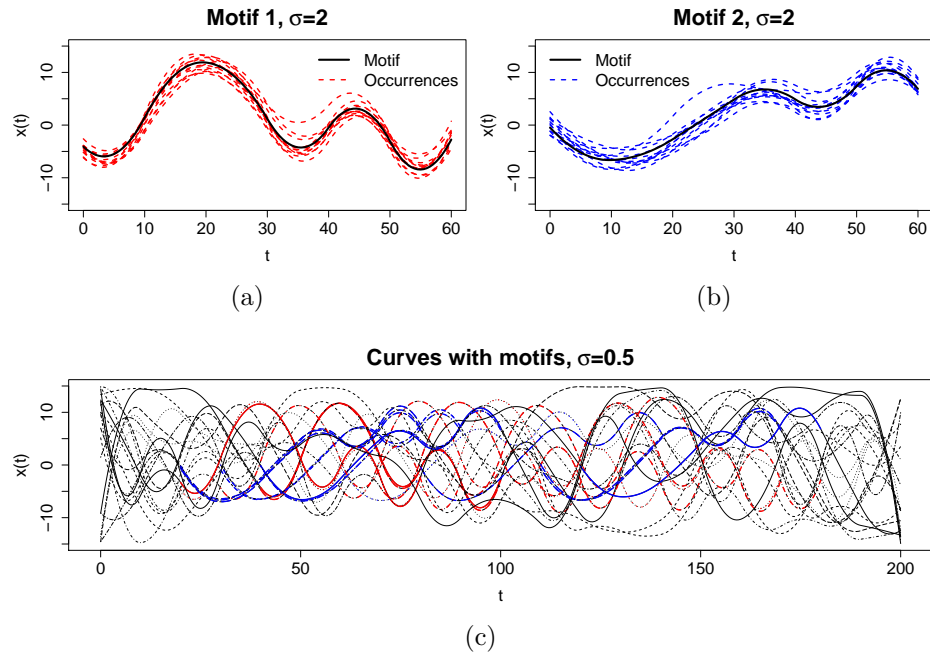 Motif 1, σ=2
x(t)
10
0
−10
Motif
Occurrences
0 10 20 30 40 50 60
t
(a)
Motif 2, σ=2
x(t)
10
0
−10
Motif
Occurrences
0 10 20 30 40 50 60
t
(b)
Curves with motifs, σ=0.5
x(t)
10
0
−10
0 50 100 150 200
t
(c)